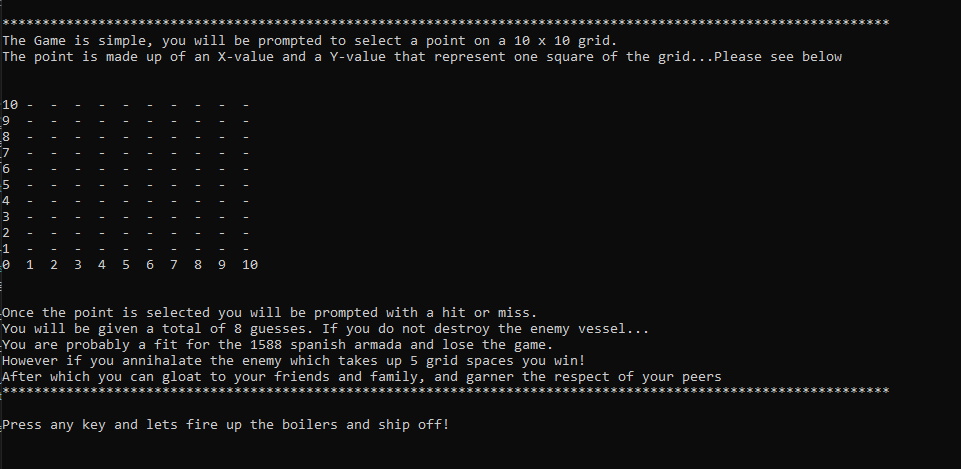 ***************************************************************************************************************
The Game is simple, you will be prompted to select a point on a 10 x 10 grid.
The point is made up of an X-value and a Y-value that represent one square of the grid...Please see below
10 -  -  -  -  -  -  -  -  -  -
9  -  -  -  -  -  -  -  -  -  -
8  -  -  -  -  -  -  -  -  -  -
7  -  -  -  -  -  -  -  -  -  -
6  -  -  -  -  -  -  -  -  -  -
5  -  -  -  -  -  -  -  -  -  -
4  -  -  -  -  -  -  -  -  -  -
3  -  -  -  -  -  -  -  -  -  -
2  -  -  -  -  -  -  -  -  -  -
1  -  -  -  -  -  -  -  -  -  -
0  1  2  3  4  5  6  7  8  9  10
Once the point is selected you will be prompted with a hit or miss.
You will be given a total of 8 guesses. If you do not destroy the enemy vessel...
You are probably a fit for the 1588 spanish armada and lose the game.
However if you annihalate the enemy which takes up 5 grid spaces you win!
After which you can gloat to your friends and family, and garner the respect of your peers
***************************************************************************************************************
Press any key and lets fire up the boilers and ship off!